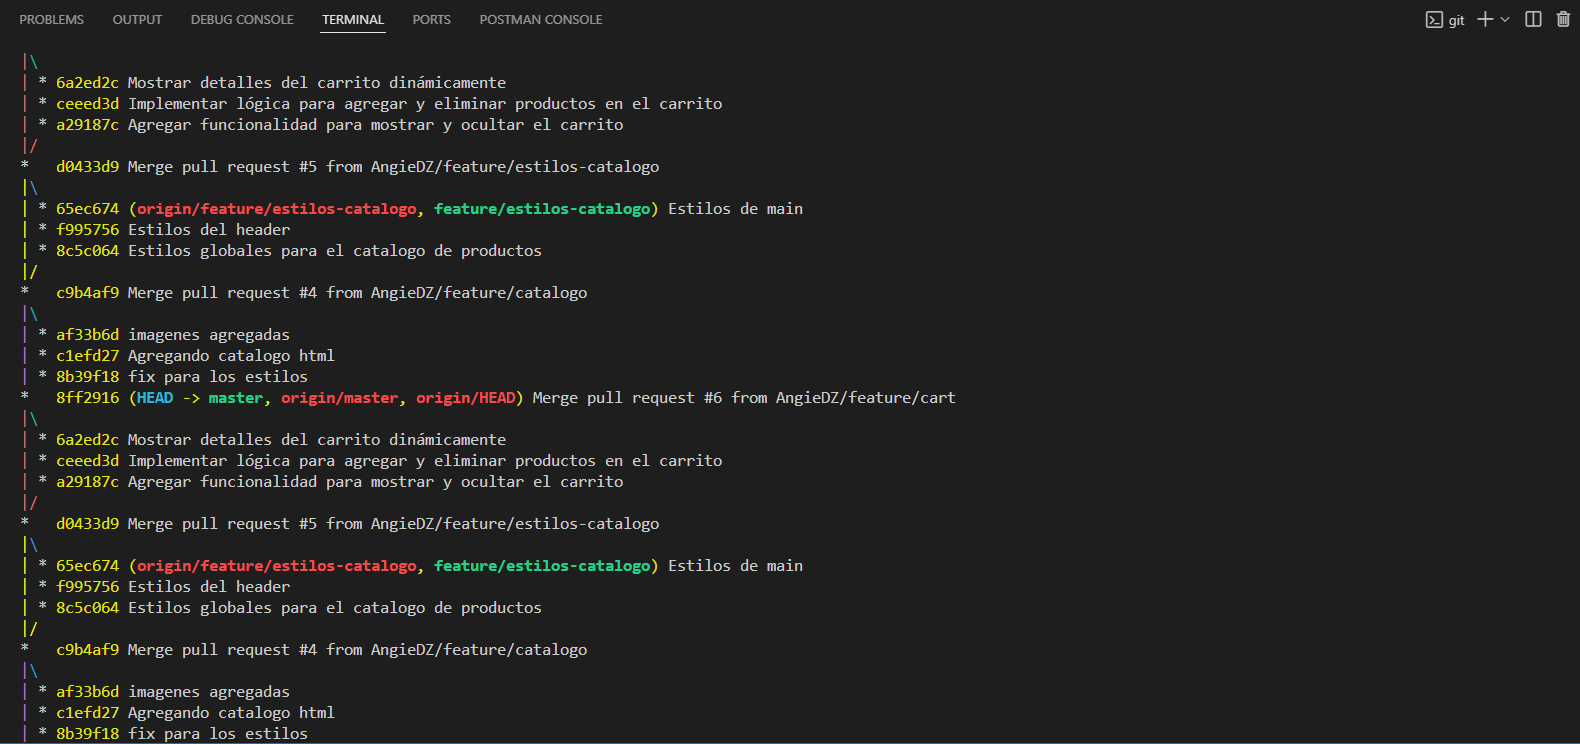 PROBLEMS OUTPUT DEBUG CONSOLE TERMINAL PORTS POSTMAN CONSOLE git
|\
| * 6a2ed2c Mostrar detalles del carrito dinámicamente
| * ceeed3d Implementar lógica para agregar y eliminar productos en el carrito
| * a29187c Agregar funcionalidad para mostrar y ocultar el carrito
|/
*   d0433d9 Merge pull request #5 from AngieDZ/feature/estilos-catalogo
|\
| * 65ec674 (origin/feature/estilos-catalogo, feature/estilos-catalogo) Estilos de main
| * f995756 Estilos del header
| * 8c5c064 Estilos globales para el catalogo de productos
|/
*   c9b4af9 Merge pull request #4 from AngieDZ/feature/catalogo
|\
| * af33b6d imagenes agregadas
| * c1efd27 Agregando catalogo html
| * 8b39f18 fix para los estilos
*   8ff2916 (HEAD -> master, origin/master, origin/HEAD) Merge pull request #6 from AngieDZ/feature/cart
|\
| * 6a2ed2c Mostrar detalles del carrito dinámicamente
| * ceeed3d Implementar lógica para agregar y eliminar productos en el carrito
| * a29187c Agregar funcionalidad para mostrar y ocultar el carrito
|/
*   d0433d9 Merge pull request #5 from AngieDZ/feature/estilos-catalogo
|\
| * 65ec674 (origin/feature/estilos-catalogo, feature/estilos-catalogo) Estilos de main
| * f995756 Estilos del header
| * 8c5c064 Estilos globales para el catalogo de productos
|/
*   c9b4af9 Merge pull request #4 from AngieDZ/feature/catalogo
|\
| * af33b6d imagenes agregadas
| * c1efd27 Agregando catalogo html
| * 8b39f18 fix para los estilos